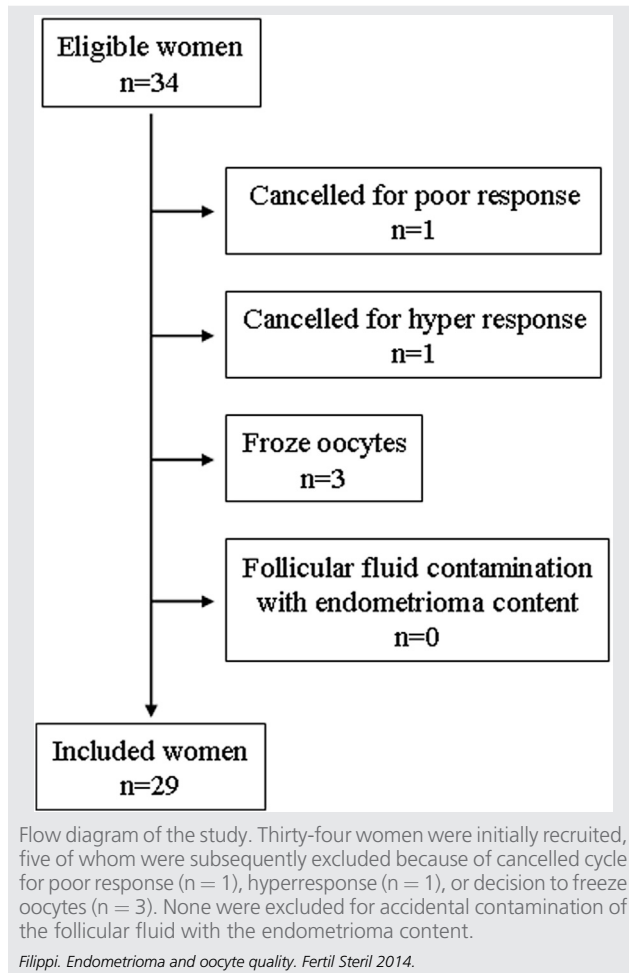 Eligible women
n=34
Cancelled for poor response
n=1
Cancelled for hyper response
n=1
Froze oocytes
n=3
Follicular fluid contamination
with endometrioma content
n=0
Included women
n=29
Flow diagram of the study. Thirty-four women were initially recruited,
five of whom were subsequently excluded because of cancelled cycle
for poor response (n = 1), hyperresponse (n = 1), or decision to freeze
oocytes (n = 3). None were excluded for accidental contamination of
the follicular fluid with the endometrioma content.
Filippi. Endometrioma and oocyte quality. Fertil Steril 2014.